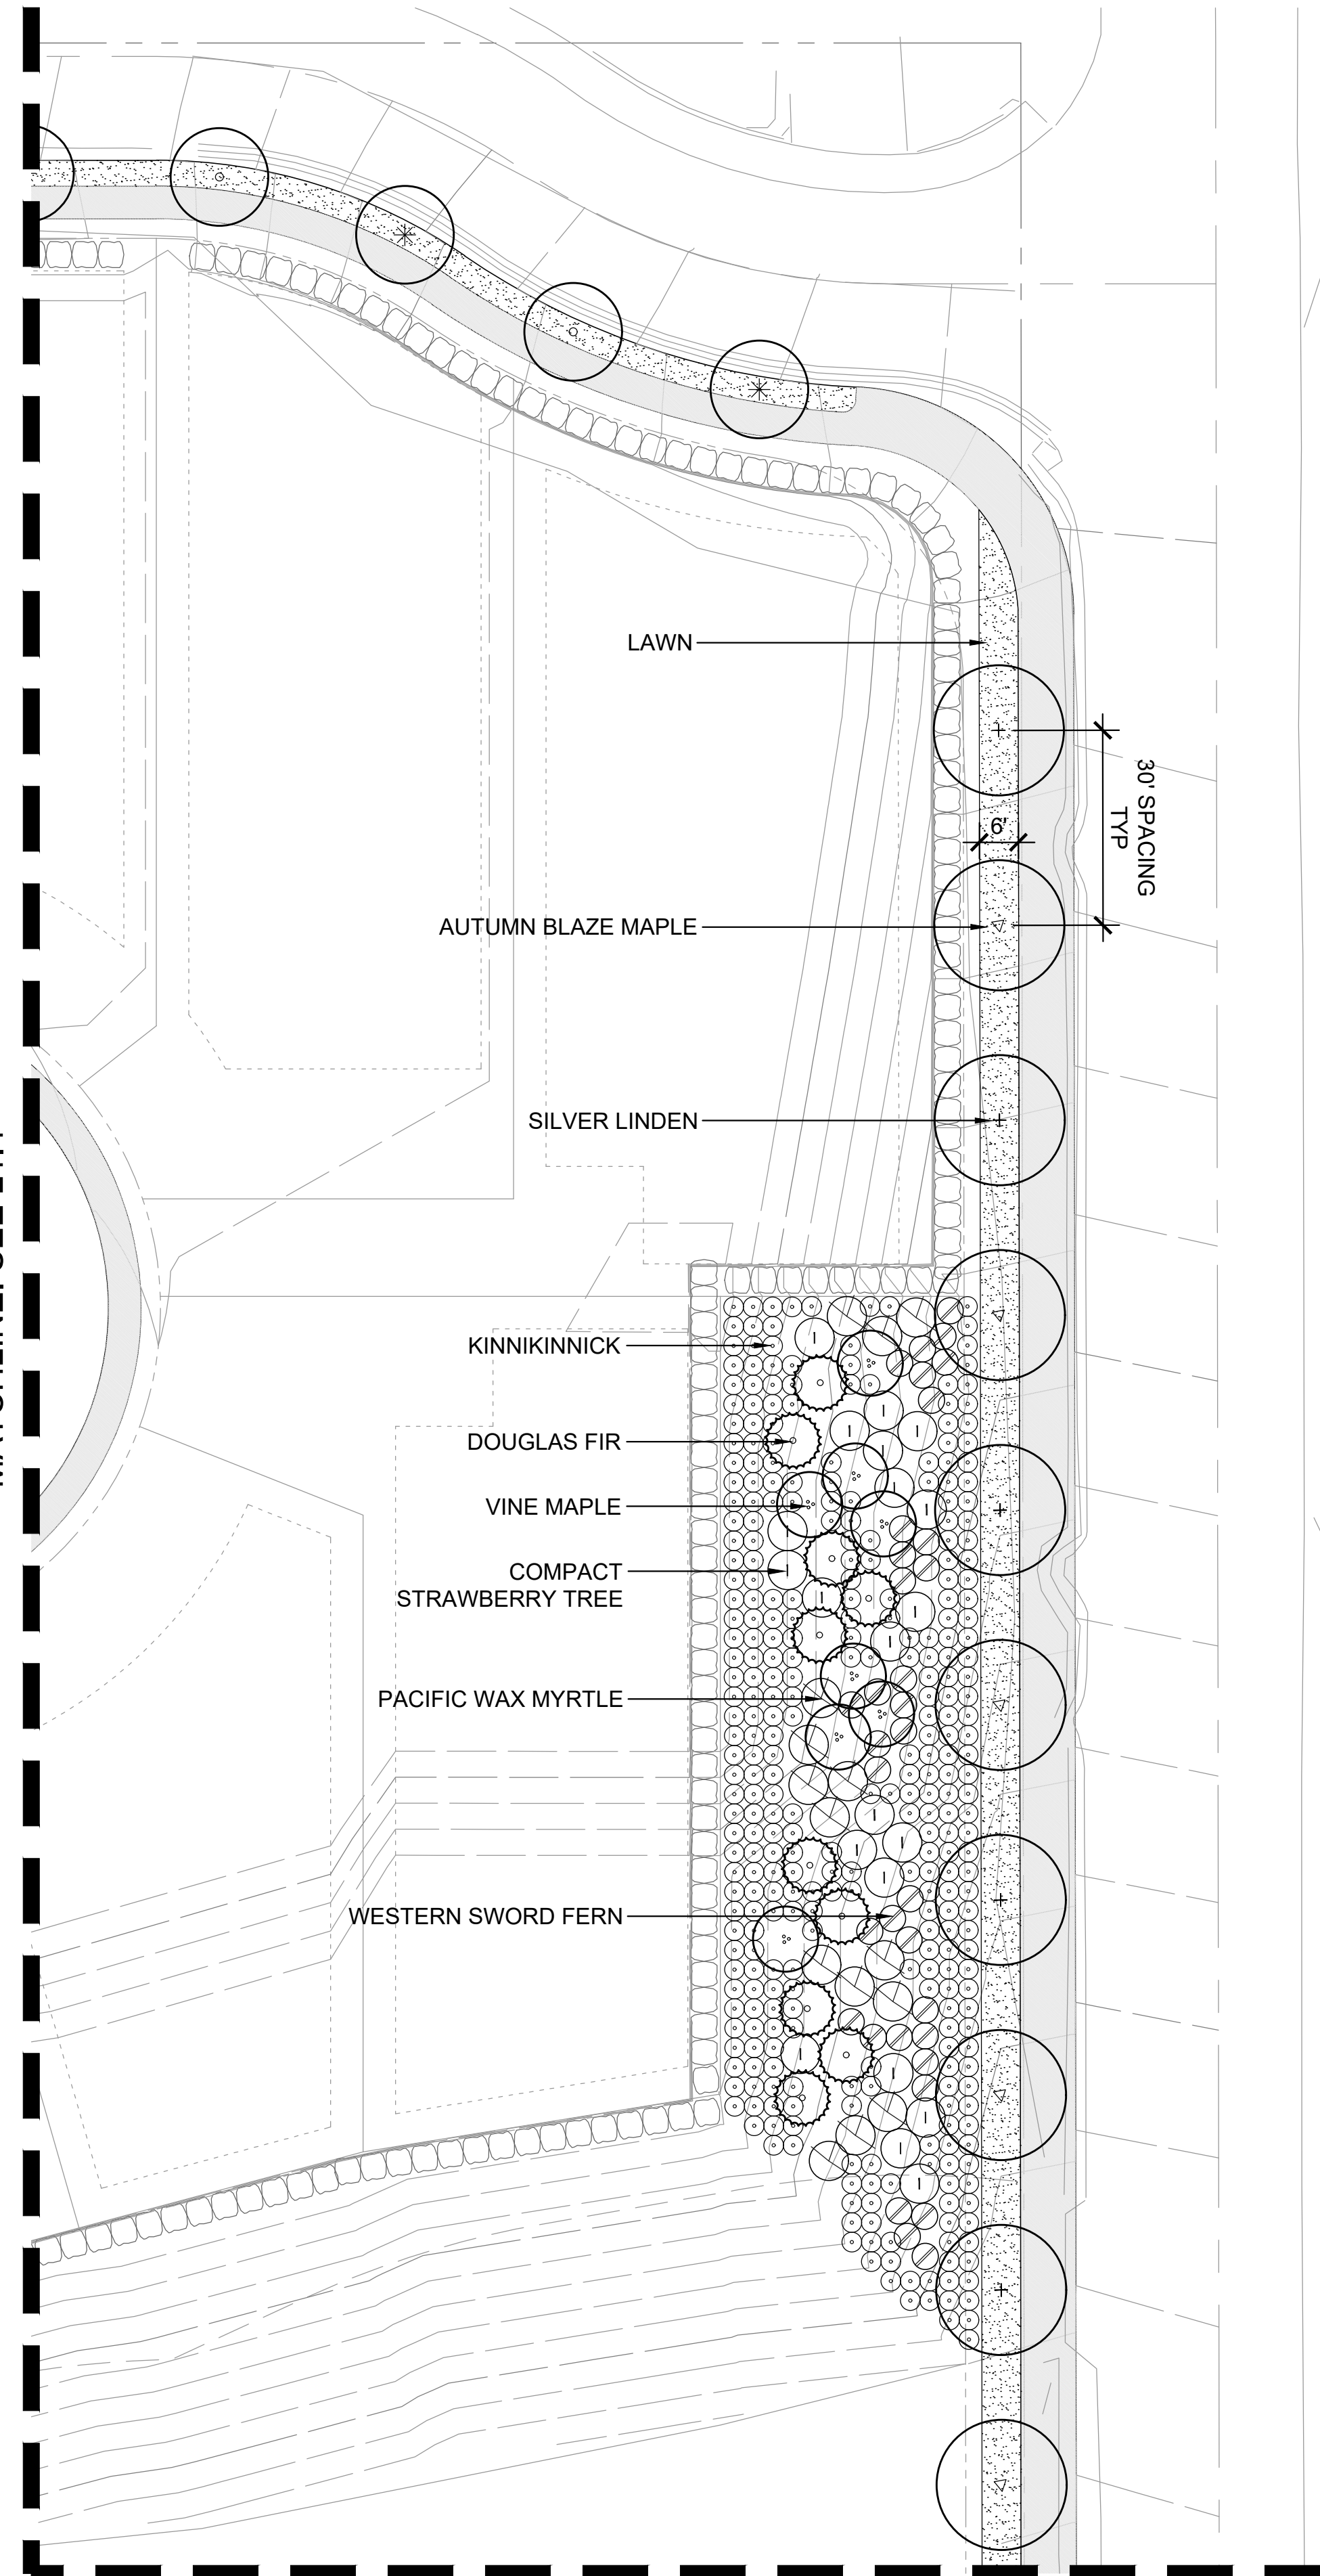 LAWN
30' SPACING
TYP
6'
AUTUMN BLAZE MAPLE
SILVER LINDEN
KINNIKINNICK
DOUGLAS FIR
VINE MAPLE
COMPACT
STRAWBERRY TREE
PACIFIC WAX MYRTLE
WESTERN SWORD FERN